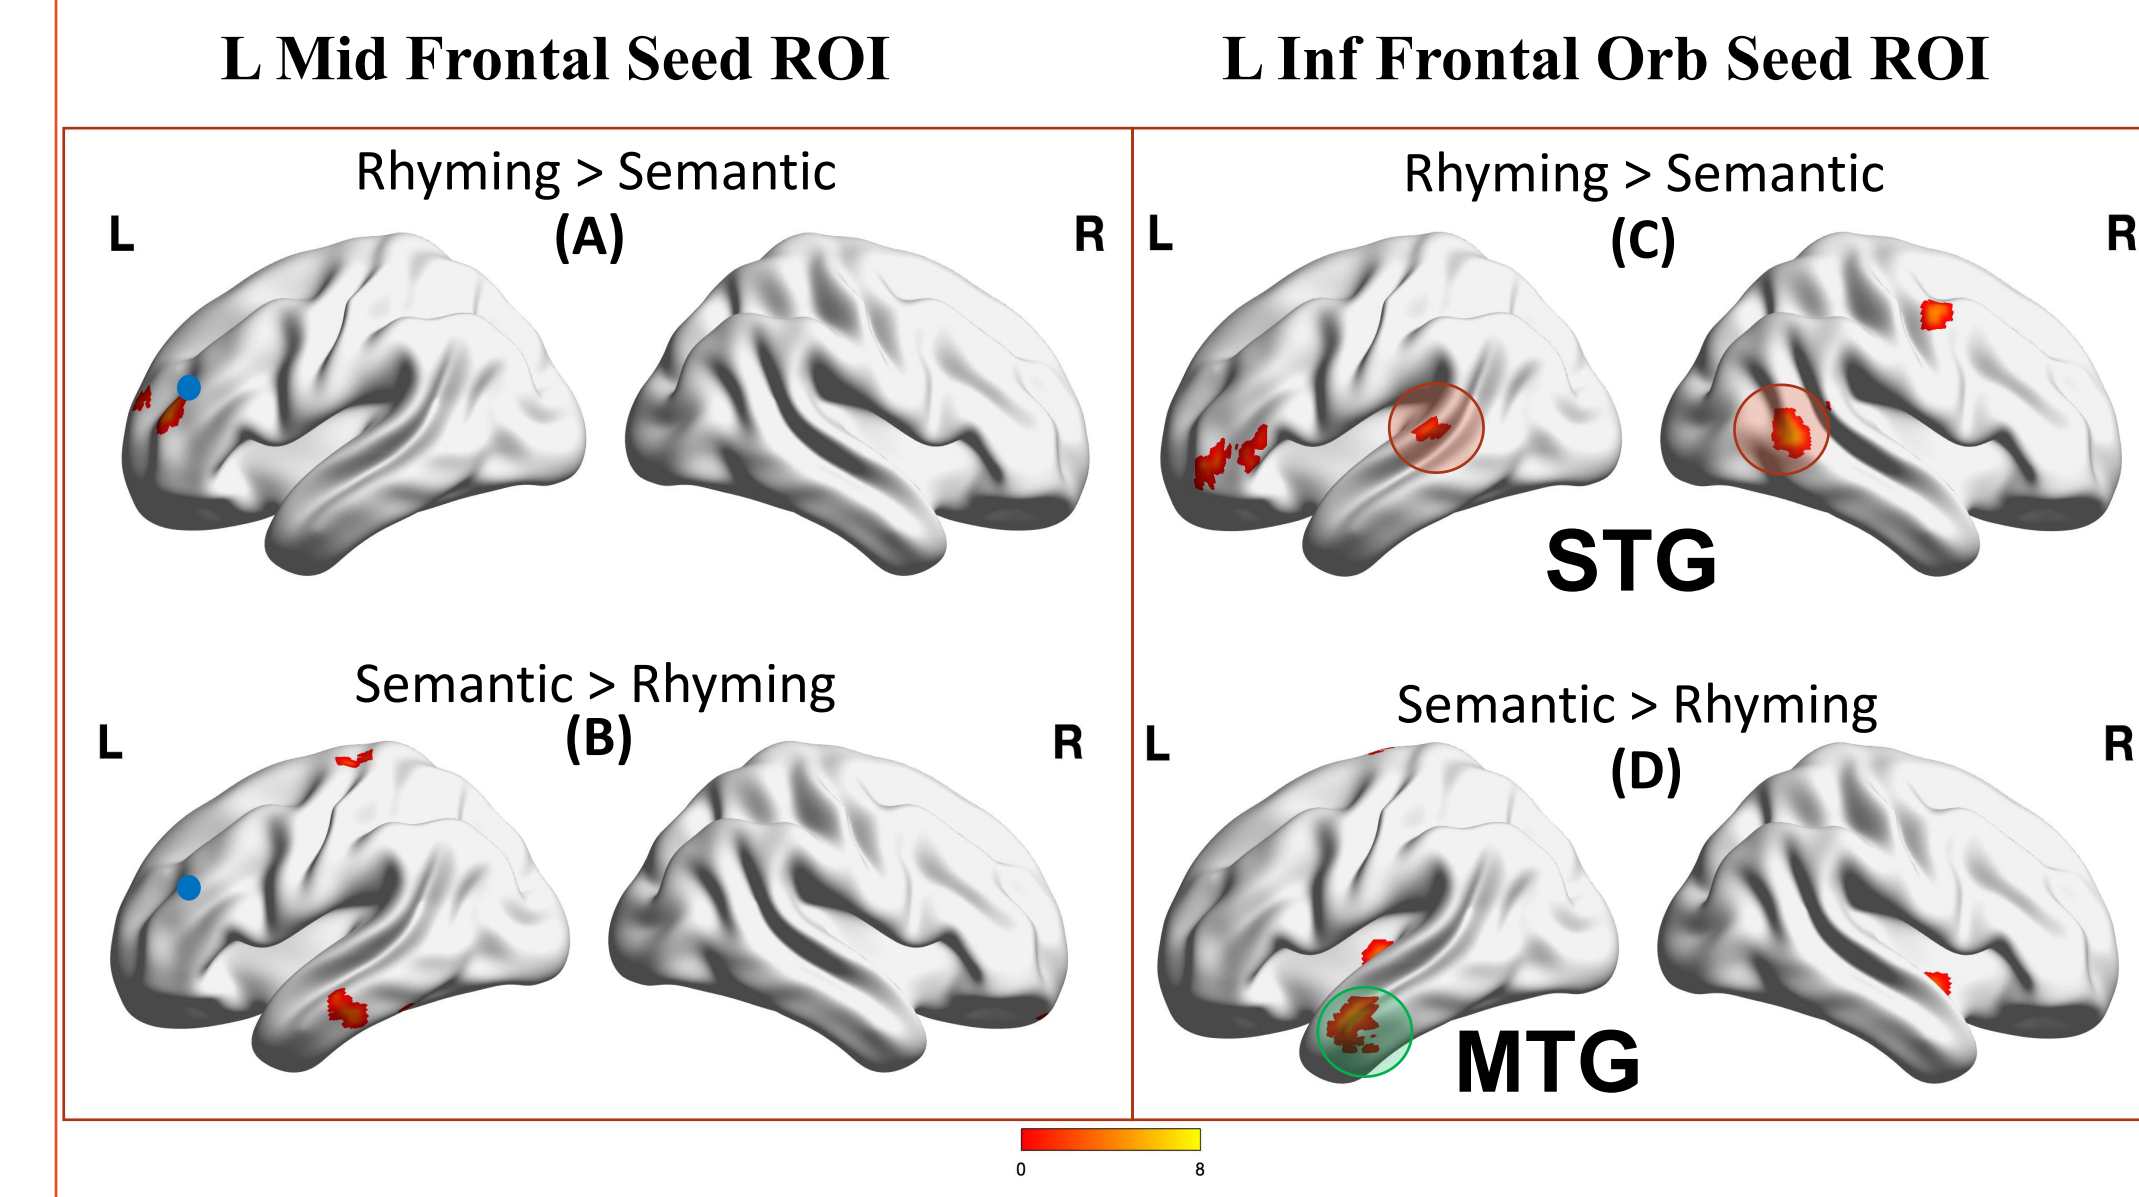 L Mid Frontal Seed ROI
L Inf Frontal Orb Seed ROI
Rhyming > Semantic
(A)
L
R
Rhyming > Semantic
(C)
L
R
STG
Semantic > Rhyming
(B)
L
R
Semantic > Rhyming
(D)
L
R
MTG
0
8